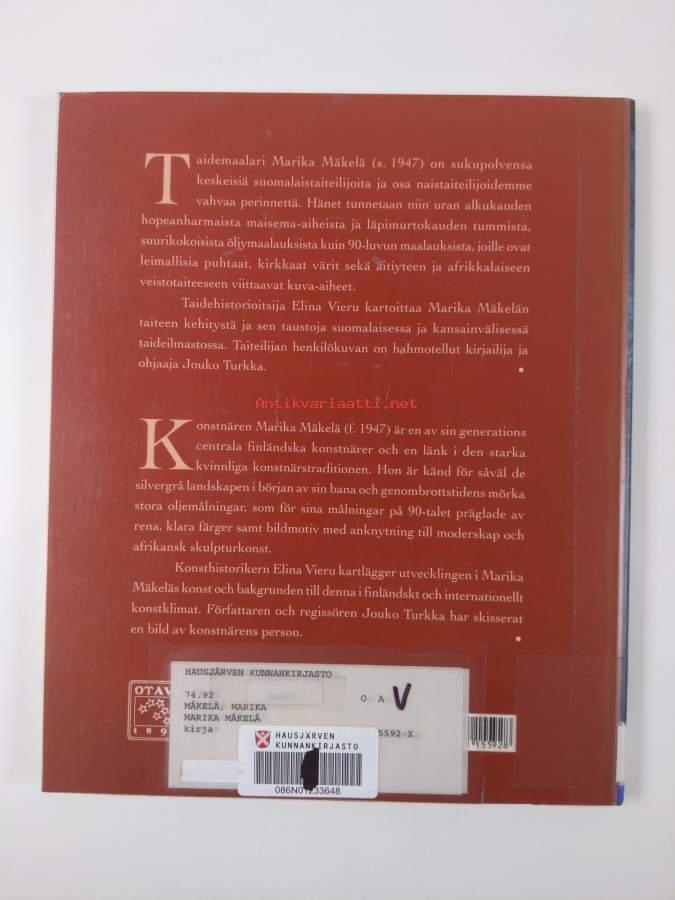 Taidemaalari Marika Mäkelä (s. 1947) on sukupolvensa
keskeisiä suomalaistaiteilijoita ja osa naistaiteilijoidemme
vahvaa perinnettä. Hänet tunnetaan niin uran alkukauden
hopeanharmaista maisema-aiheista ja läpimurtokauden tummista,
suurikokoisista öljymaalauksista kuin 90-luvun maalauksista, joille ovat
leimallisia puhtaat, kirkkaat värit sekä äitiyteen ja afrikkalaiseen
veistotaiteeseen viittaavat kuva-aiheet.
Taidehistorioitsija Elina Vieru kartoittaa Marika Mäkelän
taiteen kehitystä ja sen taustoja suomalaisessa ja kansainvälisessä
taideilmastossa. Taiteilijan henkilökuvan on hahmotellut kirjailija ja
ohjaaja Jouko Turkka.
Antikvariaatti.net
Konstnären Marika Mäkelä (f. 1947) är en av sin generations
centrala finländska konstnärer och en länk i den starka
kvinnliga konstnärstraditionen. Hon är känd för såväl de
silvergrå landskapen i början av sin bana och genombrottstidens mörka
stora oljemålningar, som för sina målningar på 90-talet präglade av
rena, klara färger samt bildmotiv med anknytning till moderskap och
afrikansk skulpturkonst.
Konsthistorikern Elina Vieru kartlägger utvecklingen i Marika
Mäkeläs konst och bakgrunden till denna i finländskt och internationellt
konstklimat. Författaren och regissören Jouko Turkka har skisserat
en bild av konstnärens person.
OTAV
189
HAUSJÄRVEN KUNNANKIRJASTO
74.92 O A V
MÄKELÄ, MARIKA
MARIKA MÄKELÄ
kirja 5592-X
155928
HAUSJÄRVEN
KUNNANKIRJASTO
086N01233648